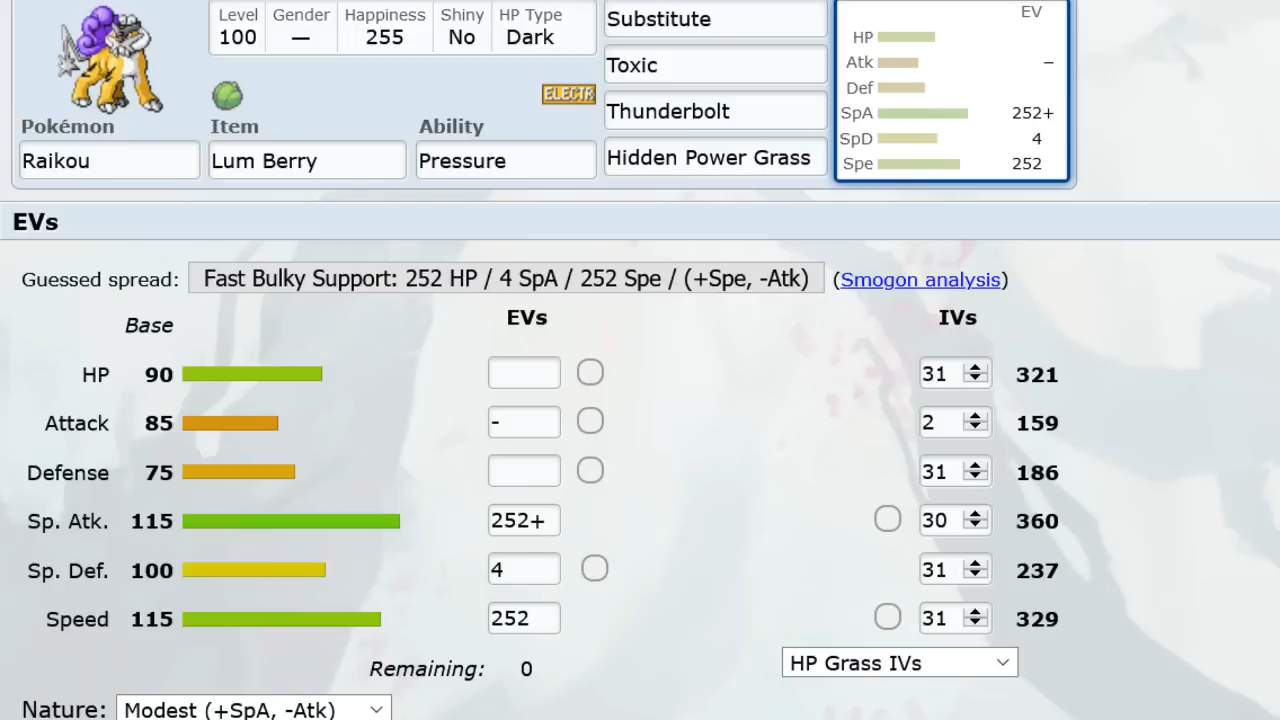 Level Gender Happiness Shiny HP Type
100 — 255 No Dark
ELECTR
Pokémon Item Ability
Raikou Lum Berry Pressure
Substitute
Toxic
Thunderbolt
Hidden Power Grass
EV
HP
Atk –
Def
SpA 252+
SpD 4
Spe 252
EVs
Guessed spread: Fast Bulky Support: 252 HP / 4 SpA / 252 Spe / (+Spe, -Atk) (Smogon analysis)
Base EVs IVs
HP 90 31 321
Attack 85 - 2 159
Defense 75 31 186
Sp. Atk. 115 252+ 30 360
Sp. Def. 100 4 31 237
Speed 115 252 31 329
Remaining: 0 HP Grass IVs
Nature: Modest (+SpA, -Atk)